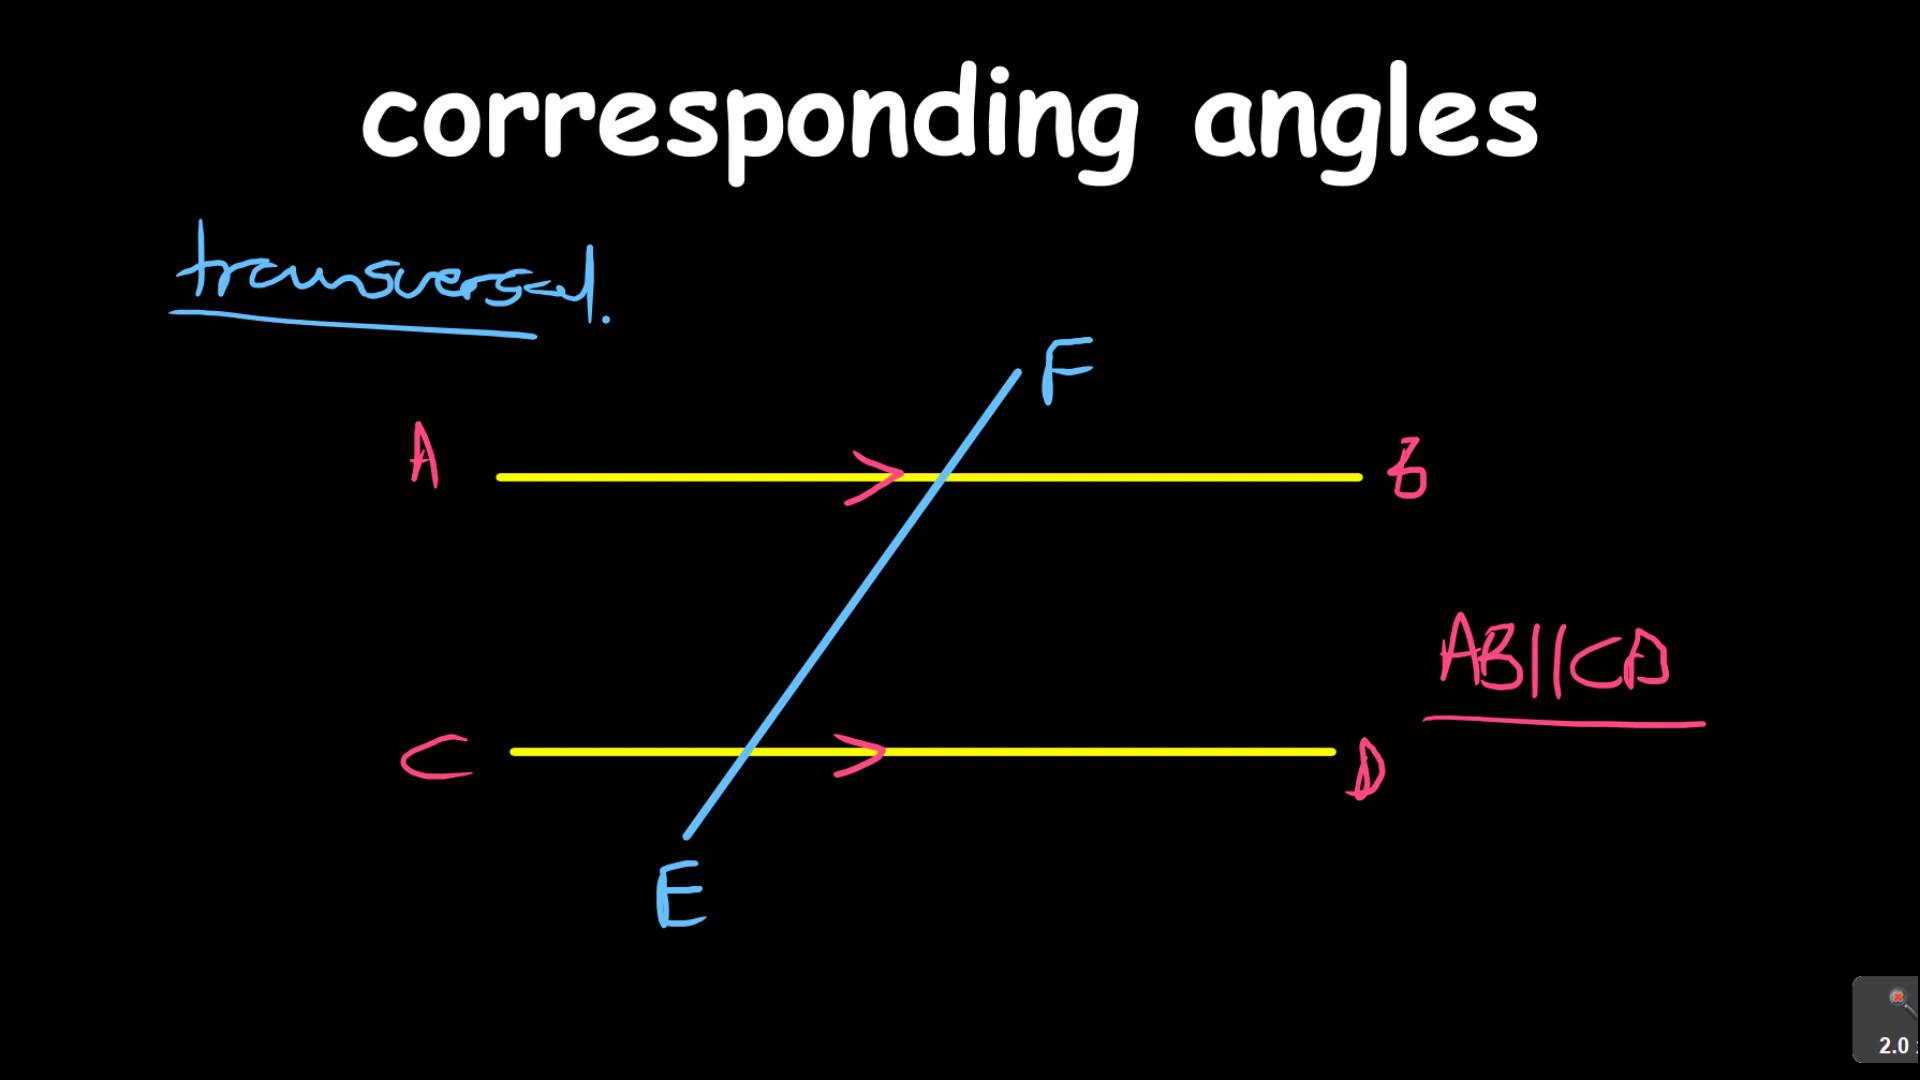 corresponding angles
transversal.
F
A
B
AB||CD
C
D
E
2.0